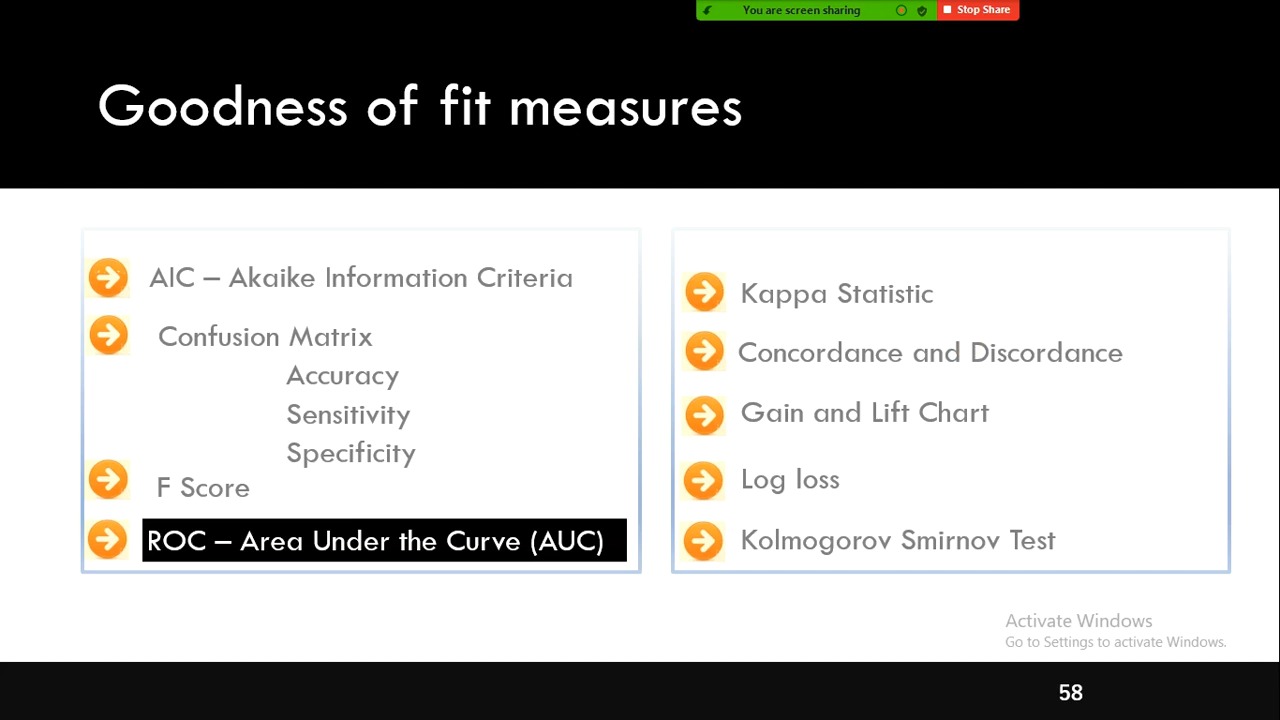 You are screen sharing
Stop Share
Goodness of fit measures
AIC – Akaike Information Criteria
Confusion Matrix
Accuracy
Sensitivity
Specificity
F Score
ROC – Area Under the Curve (AUC)
Kappa Statistic
Concordance and Discordance
Gain and Lift Chart
Log loss
Kolmogorov Smirnov Test
Activate Windows
Go to Settings to activate Windows.
58